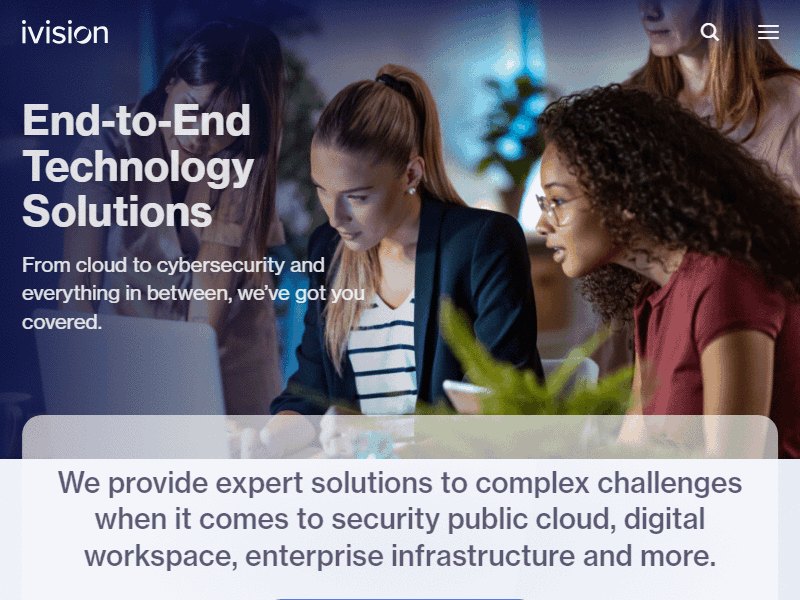 ivision
End-to-End
Technology
Solutions
From cloud to cybersecurity and
everything in between, we’ve got you
covered.
We provide expert solutions to complex challenges
when it comes to security public cloud, digital
workspace, enterprise infrastructure and more.